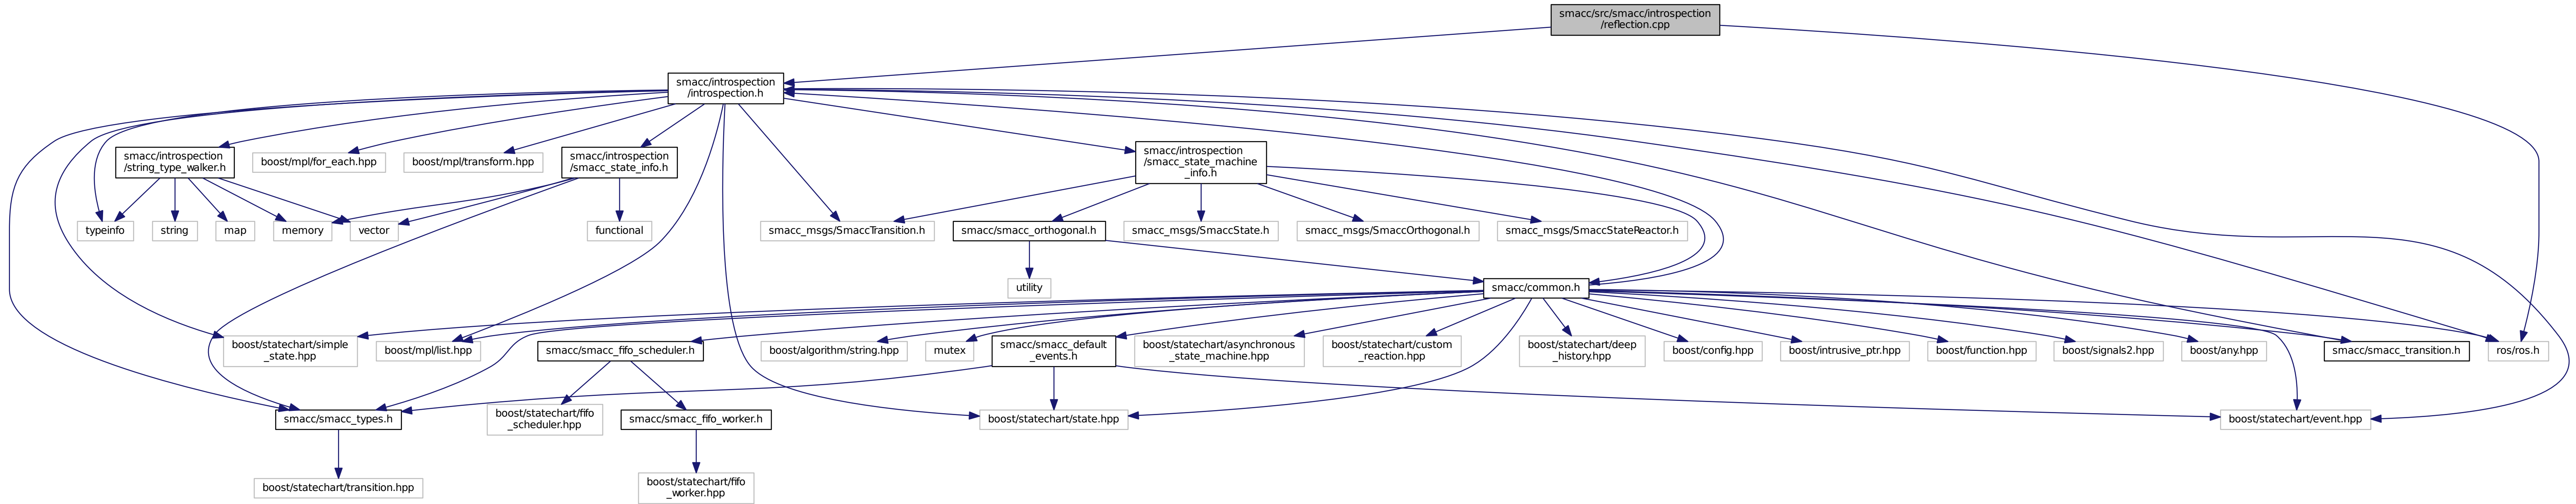 smacc/src/smacc/introspection
/reflection.cpp
smacc/introspection
/introspection.h
smacc/introspection
/string_type_walker.h
boost/mpl/for_each.hpp
boost/mpl/transform.hpp
smacc/introspection
/smacc_state_info.h
smacc/introspection
/smacc_state_machine
_info.h
typeinfo
string
map
memory
vector
functional
smacc_msgs/SmaccTransition.h
smacc/smacc_orthogonal.h
smacc_msgs/SmaccState.h
smacc_msgs/SmaccOrthogonal.h
smacc_msgs/SmaccStateReactor.h
utility
smacc/common.h
boost/statechart/simple
_state.hpp
boost/mpl/list.hpp
smacc/smacc_fifo_scheduler.h
boost/algorithm/string.hpp
mutex
smacc/smacc_default
_events.h
boost/statechart/asynchronous
_state_machine.hpp
boost/statechart/custom
_reaction.hpp
boost/statechart/deep
_history.hpp
boost/config.hpp
boost/intrusive_ptr.hpp
boost/function.hpp
boost/signals2.hpp
boost/any.hpp
smacc/smacc_transition.h
ros/ros.h
smacc/smacc_types.h
boost/statechart/fifo
_scheduler.hpp
smacc/smacc_fifo_worker.h
boost/statechart/state.hpp
boost/statechart/event.hpp
boost/statechart/transition.hpp
boost/statechart/fifo
_worker.hpp